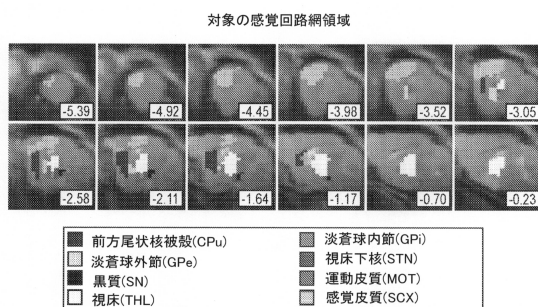 対象の感覚回路網領域
-5.39 -4.92 -4.45 -3.98 -3.52 -3.05
-2.58 -2.11 -1.64 -1.17 -0.70 -0.23
前方尾状核被殻(CPu) 淡蒼球内節(GPi)
淡蒼球外節(GPe) 視床下核(STN)
黒質(SN) 運動皮質(MOT)
視床(THL) 感覚皮質(SCX)